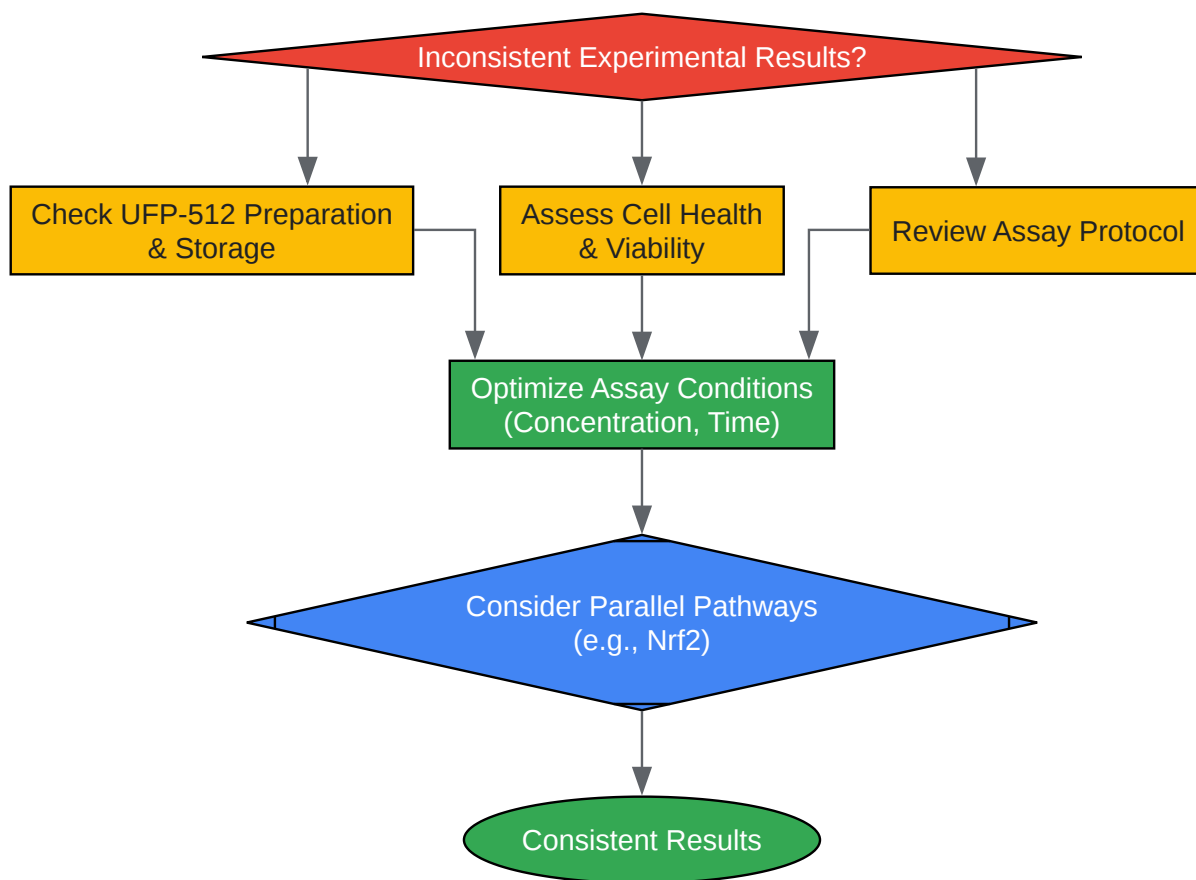 Inconsistent Experimental Results?
Check UFP-512 Preparation
& Storage
Assess Cell Health
& Viability
Review Assay Protocol
Optimize Assay Conditions
(Concentration, Time)
Consider Parallel Pathways
(e.g., Nrf2)
Consistent Results